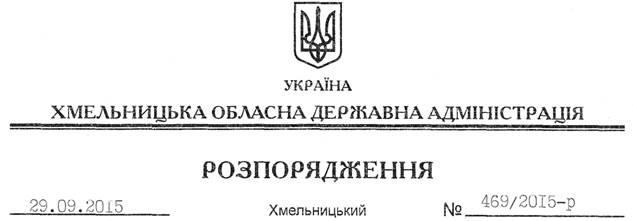 УКРАЇНА
ХМЕЛЬНИЦЬКА ОБЛАСНА ДЕРЖАВНА АДМІНІСТРАЦІЯ
РОЗПОРЯДЖЕННЯ
29.09.2015 Хмельницький № 469/2015-р